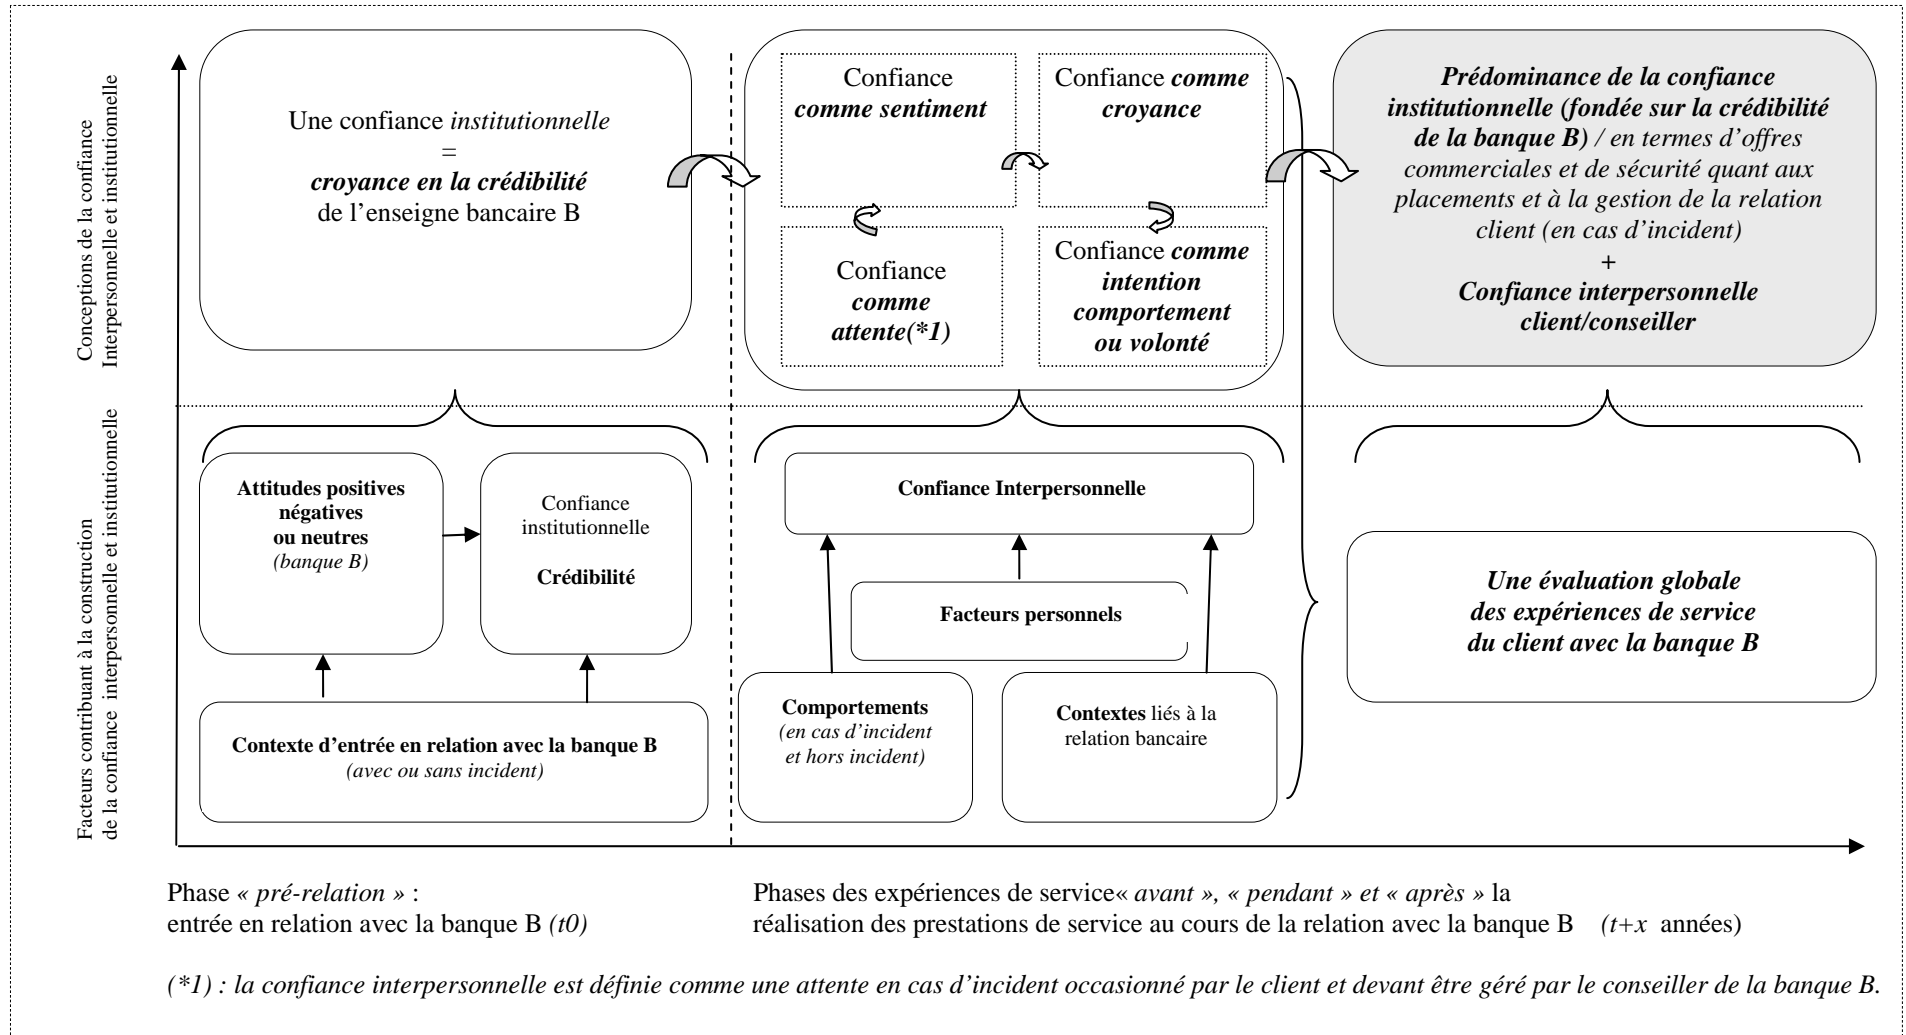 Conceptions de la confiance
Interpersonnelle et institutionnelle
Une confiance institutionnelle
=
croyance en la crédibilité
de l’enseigne bancaire B
Confiance
comme sentiment
Confiance comme
croyance
Confiance
comme
attente(*1)
Confiance comme
intention
comportement
ou volonté
Prédominance de la confiance
institutionnelle (fondée sur la crédibilité
de la banque B) / en termes d’offres
commerciales et de sécurité quant aux
placements et à la gestion de la relation
client (en cas d’incident)
+
Confiance interpersonnelle
client/conseiller
Facteurs contribuant à la construction
de la confiance interpersonnelle et institutionnelle
Attitudes positives
négatives
ou neutres
(banque B)
Confiance
institutionnelle
Crédibilité
Contexte d’entrée en relation avec la banque B
(avec ou sans incident)
Confiance Interpersonnelle
Facteurs personnels
Comportements
(en cas d’incident
et hors incident)
Contextes liés à la
relation bancaire
Une évaluation globale
des expériences de service
du client avec la banque B
Phase « pré-relation » :
entrée en relation avec la banque B (t0)
Phases des expériences de service« avant », « pendant » et « après » la
réalisation des prestations de service au cours de la relation avec la banque B (t+x années)
(*1) : la confiance interpersonnelle est définie comme une attente en cas d’incident occasionné par le client et devant être géré par le conseiller de la banque B.